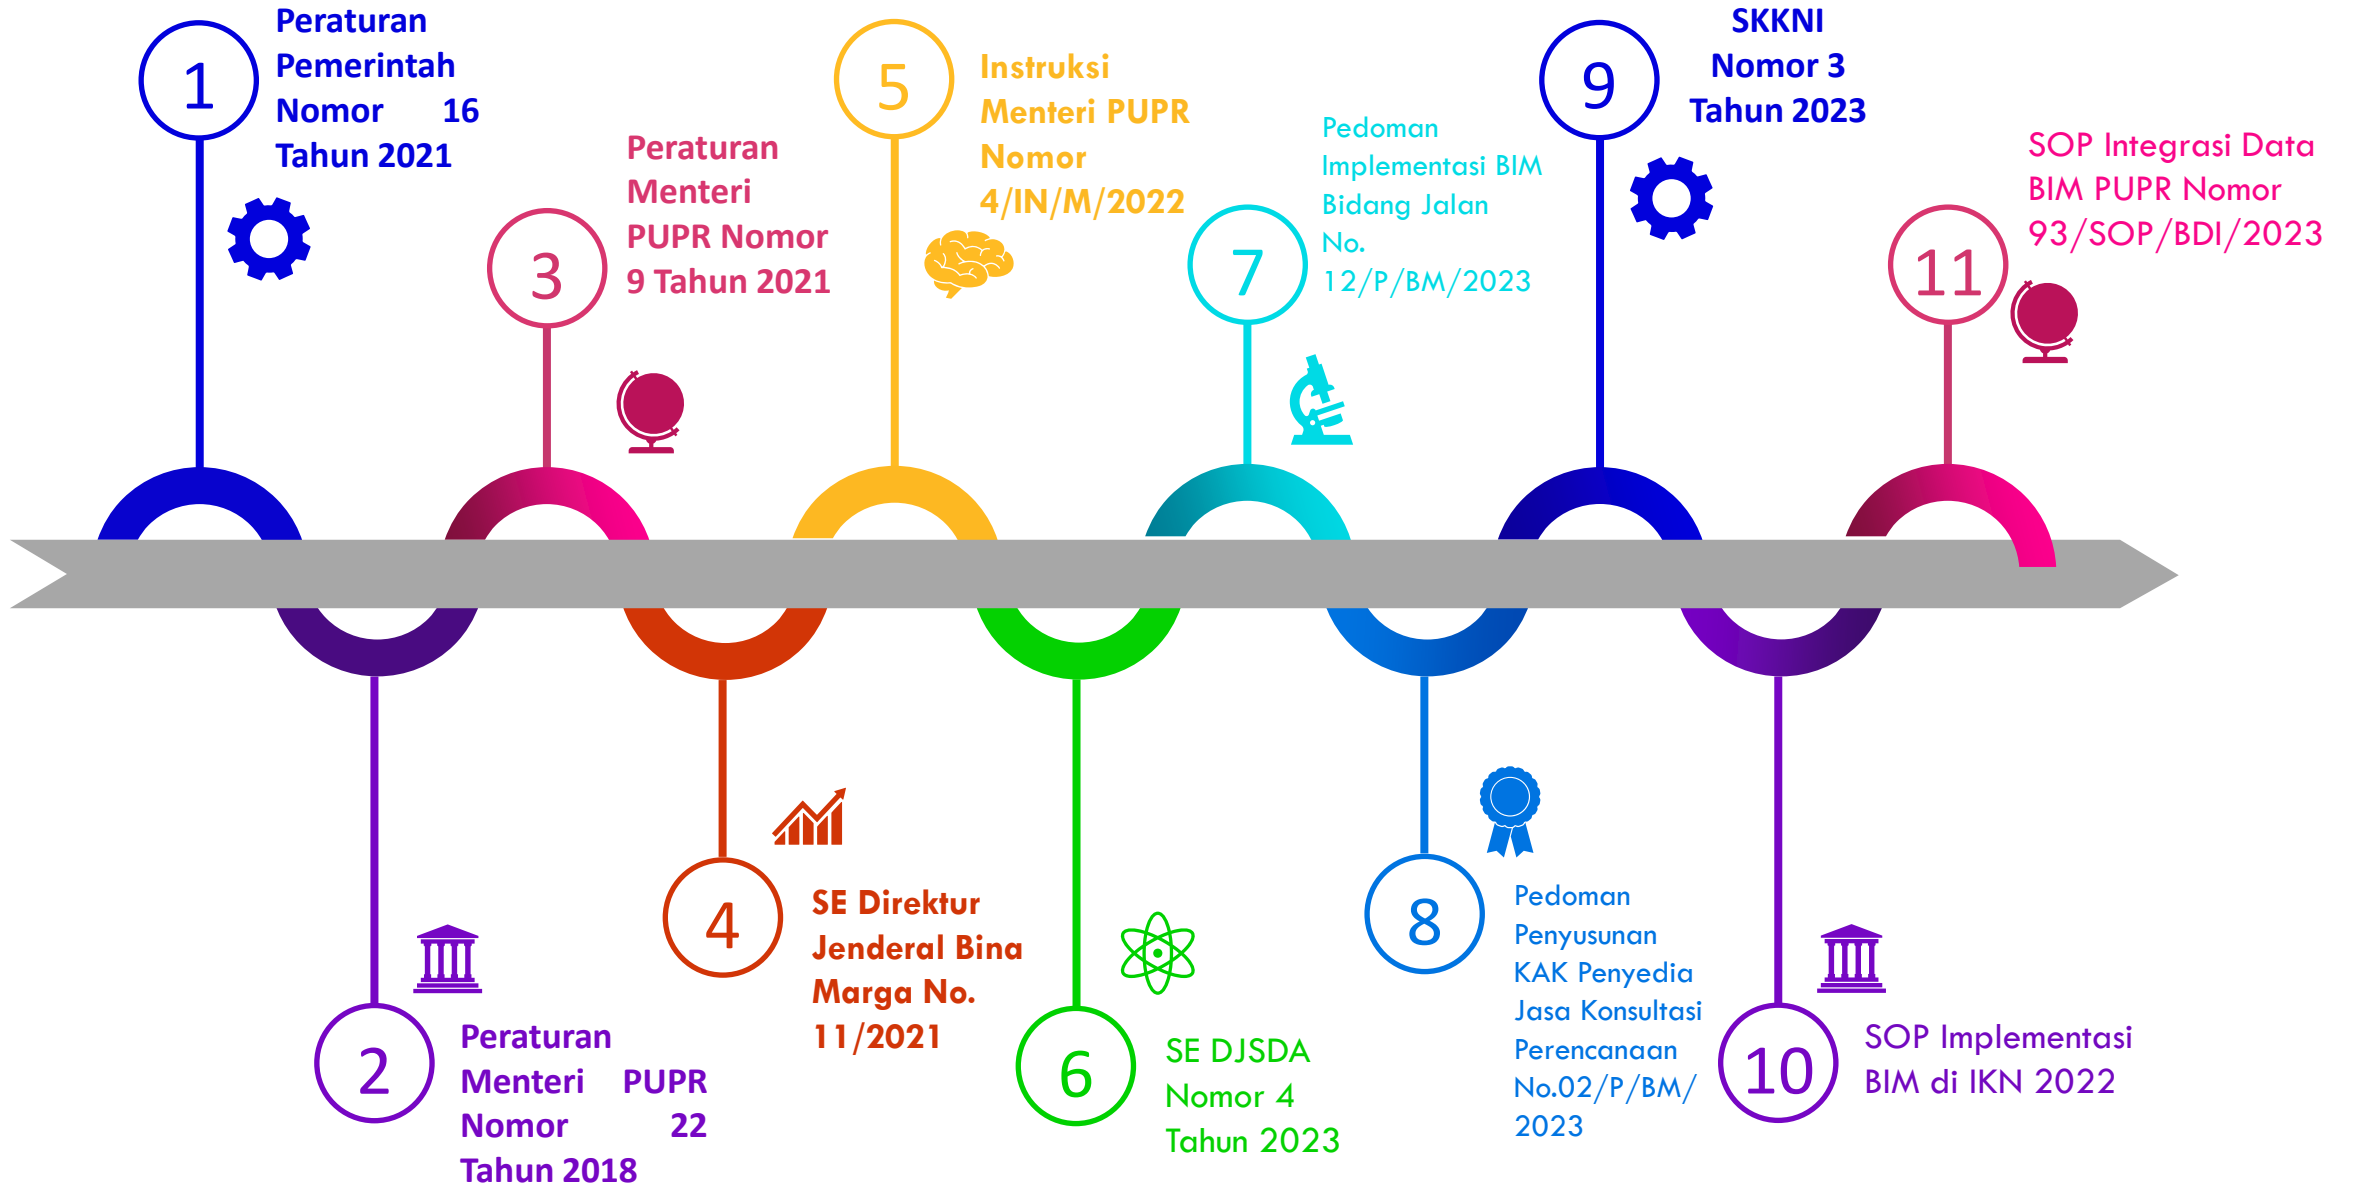 1
Peraturan
Pemerintah
Nomor 16
Tahun 2021
2
Peraturan
Menteri PUPR
Nomor 22
Tahun 2018
3
Peraturan
Menteri
PUPR Nomor
9 Tahun 2021
4
SE Direktur
Jenderal Bina
Marga No.
11/2021
5
Instruksi
Menteri PUPR
Nomor
4/IN/M/2022
6
SE DJSDA
Nomor 4
Tahun 2023
7
Pedoman
Implementasi BIM
Bidang Jalan
No.
12/P/BM/2023
8
Pedoman
Penyusunan
KAK Penyedia
Jasa Konsultasi
Perencanaan
No.02/P/BM/
2023
9
SKKNI
Nomor 3
Tahun 2023
10
SOP Implementasi
BIM di IKN 2022
11
SOP Integrasi Data
BIM PUPR Nomor
93/SOP/BDI/2023